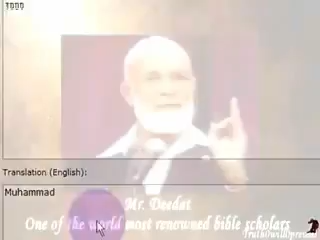 Translation (English):
Muhammad
Mr. Deedat
One of the world most renowned bible scholars